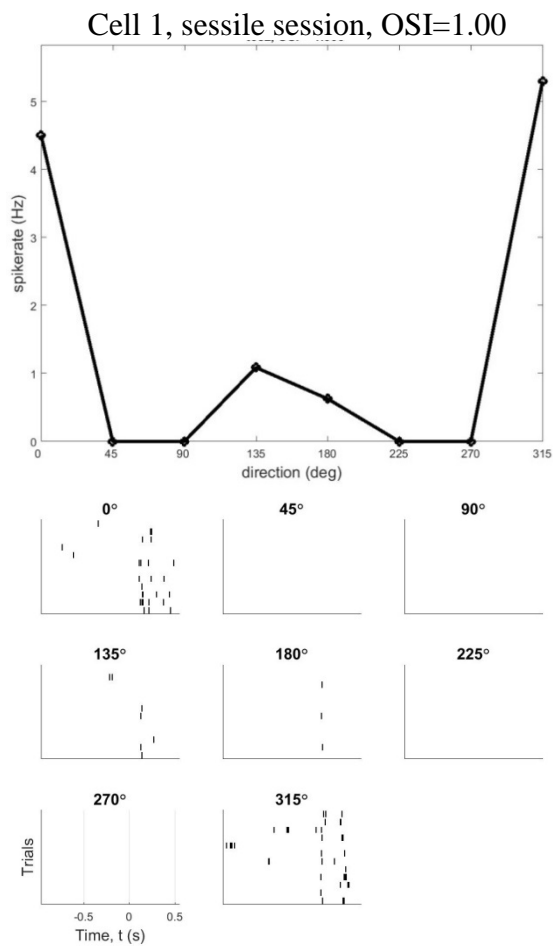 Cell 1, sessile session, OSI=1.00
spikerate (Hz)
5
4
3
2
1
0
0 45 90 135 180 225 270 315
direction (deg)
0° 45° 90°
135° 180° 225°
270° 315°
Trials
-0.5 0 0.5
Time, t (s)